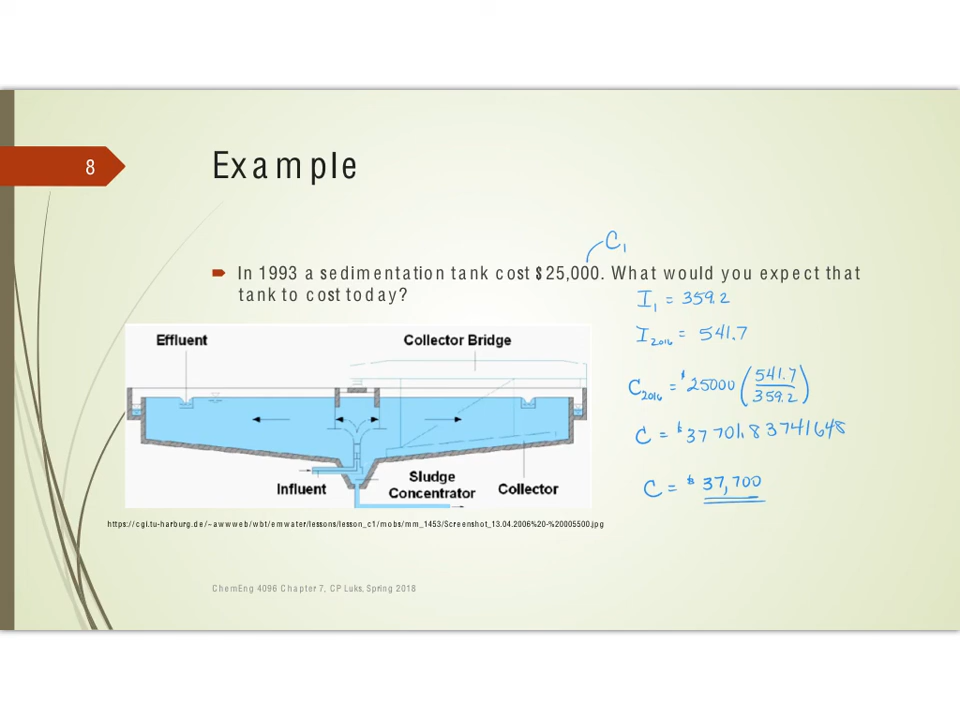 8
Example
C₁
In 1993 a sedimentation tank cost $25,000. What would you expect that
tank to cost today?
I₁ = 359.2
I₂₀₁₆ = 541.7
C₂₀₁₆ = $25000 (541.7/359.2)
C = $37701.83741648
C = $37,700
Effluent
Collector Bridge
Influent
Sludge
Concentrator
Collector
https://cgi.tu-harburg.de/~awwweb/wbt/emwater/lessons/lesson_c1/mobs/mm_1453/Screenshot_13.04.2006%20-%20005500.jpg
ChemEng 4096 Chapter 7, CP Luks, Spring 2018